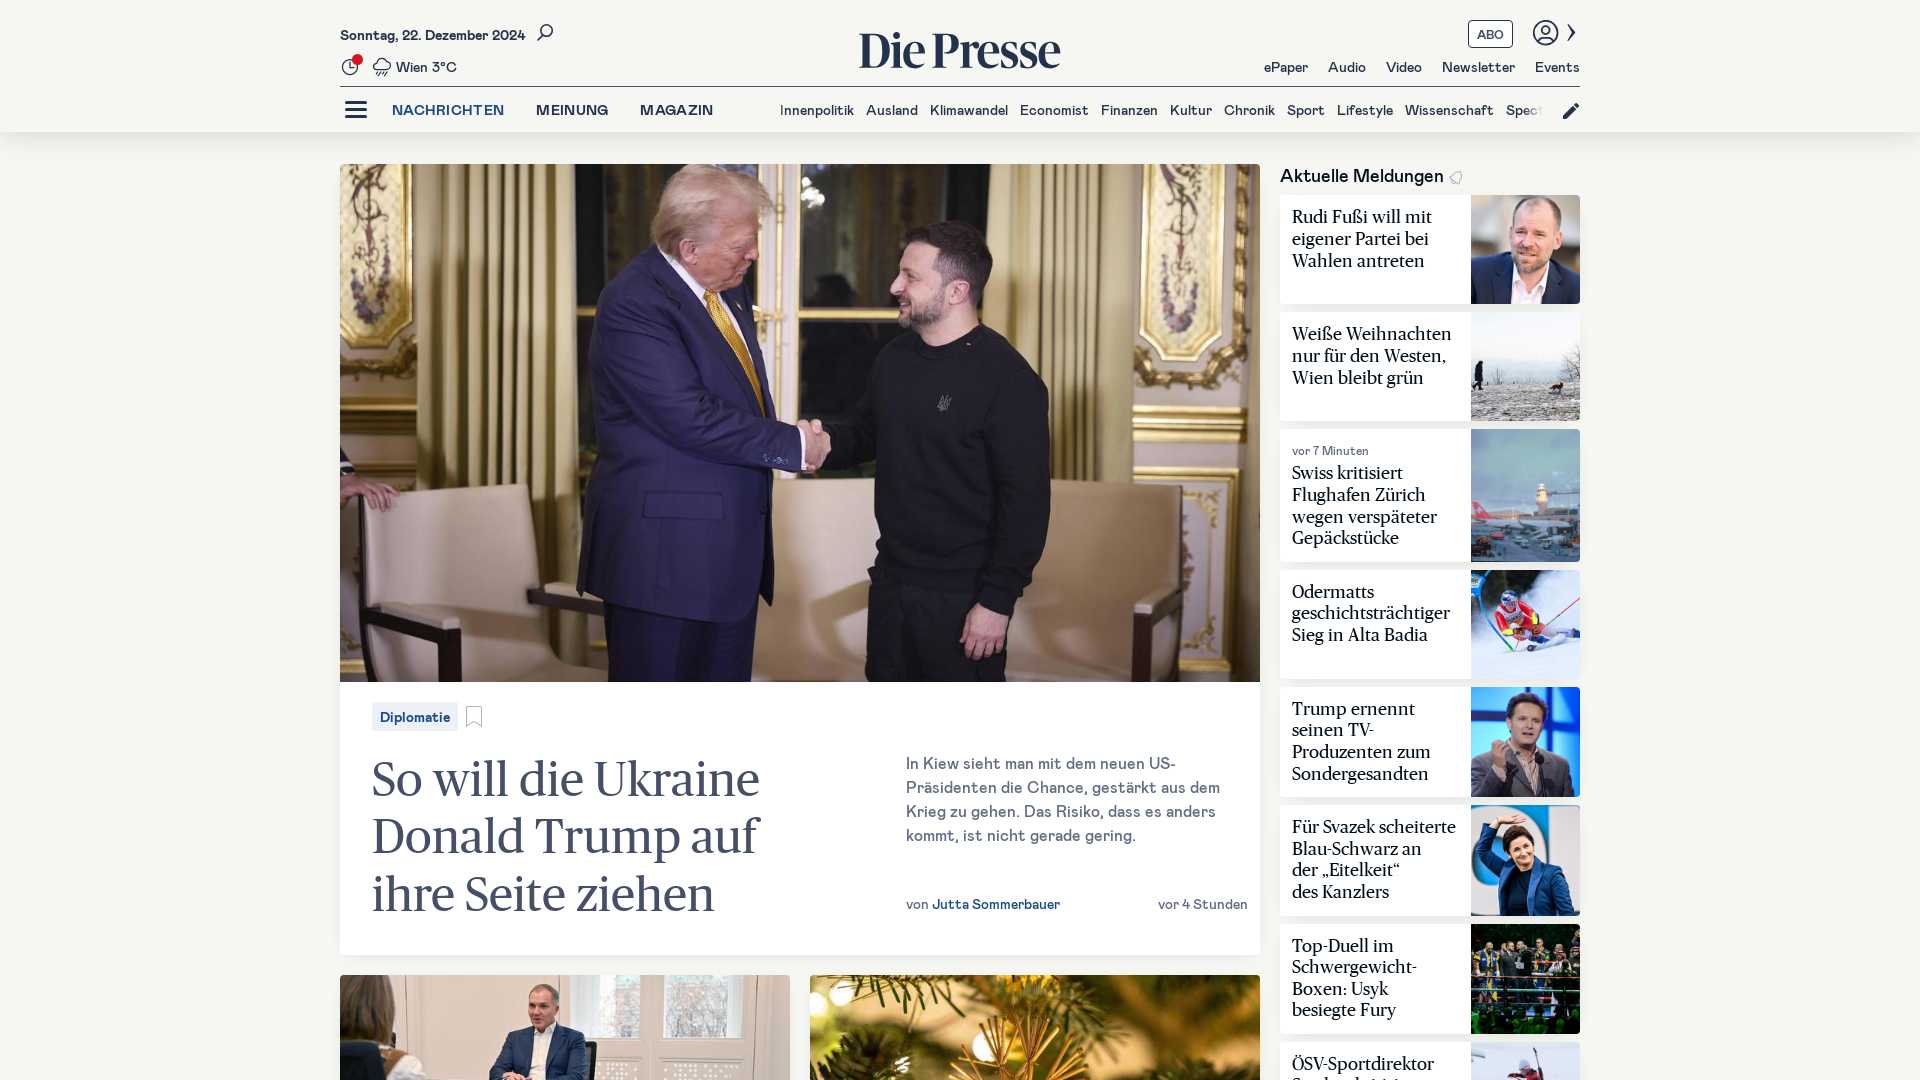 Sonntag, 22. Dezember 2024
Wien 3°C
Die Presse
ABO
ePaper Audio Video Newsletter Events
NACHRICHTEN MEINUNG MAGAZIN
Innenpolitik Ausland Klimawandel Economist Finanzen Kultur Chronik Sport Lifestyle Wissenschaft
Diplomatie
So will die Ukraine
Donald Trump auf
ihre Seite ziehen
In Kiew sieht man mit dem neuen US-
Präsidenten die Chance, gestärkt aus dem
Krieg zu gehen. Das Risiko, dass es anders
kommt, ist nicht gerade gering.
von Jutta Sommerbauer
vor 4 Stunden
Aktuelle Meldungen
Rudi Fußi will mit
eigener Partei bei
Wahlen antreten
Weiße Weihnachten
nur für den Westen,
Wien bleibt grün
vor 7 Minuten
Swiss kritisiert
Flughafen Zürich
wegen verspäteter
Gepäckstücke
Odermatts
geschichtsträchtiger
Sieg in Alta Badia
Trump ernennt
seinen TV-
Produzenten zum
Sondergesandten
Für Svazek scheiterte
Blau-Schwarz an
der „Eitelkeit“
des Kanzlers
Top-Duell im
Schwergewicht-
Boxen: Usyk
besiegte Fury
ÖSV-Sportdirektor